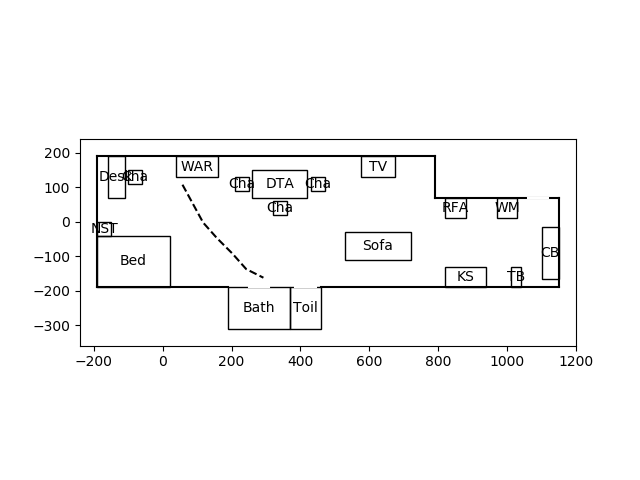 200
100
0
−100
−200
−300
WAR
TV
Desk
Cha
Cha
DTA
Cha
Cha
RFA
WM
NST
Bed
Sofa
CB
KS
TB
Bath
Toil
−200
0
200
400
600
800
1000
1200